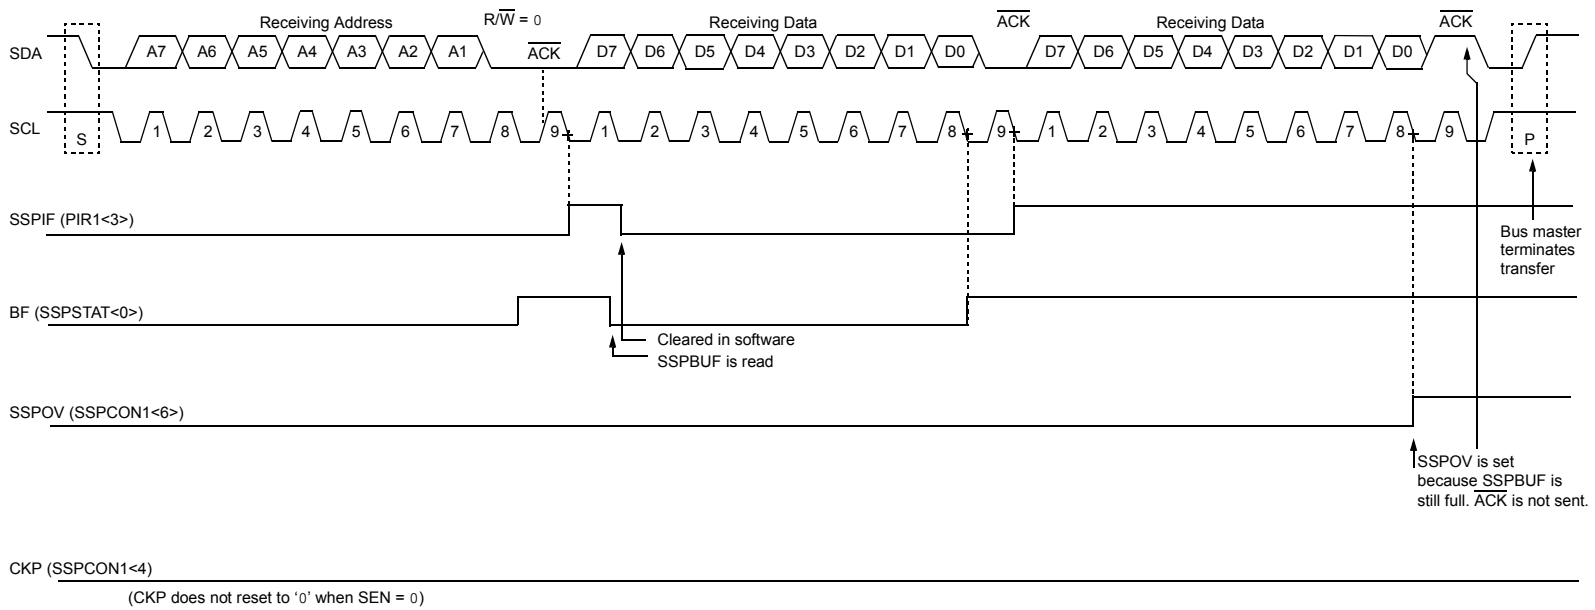 Receiving Address R/W = 0 Receiving Data ACK Receiving Data ACK
SDA A7 A6 A5 A4 A3 A2 A1 ACK D7 D6 D5 D4 D3 D2 D1 D0 D7 D6 D5 D4 D3 D2 D1 D0
SCL S 1 2 3 4 5 6 7 8 9 1 2 3 4 5 6 7 8 9 1 2 3 4 5 6 7 8 9 P
SSPIF (PIR1<3>)
Bus master
terminates
transfer
BF (SSPSTAT<0>)
Cleared in software
SSPBUF is read
SSPOV (SSPCON1<6>)
SSPOV is set
because SSPBUF is
still full. ACK is not sent.
CKP (SSPCON1<4)
(CKP does not reset to ‘0’ when SEN = 0)